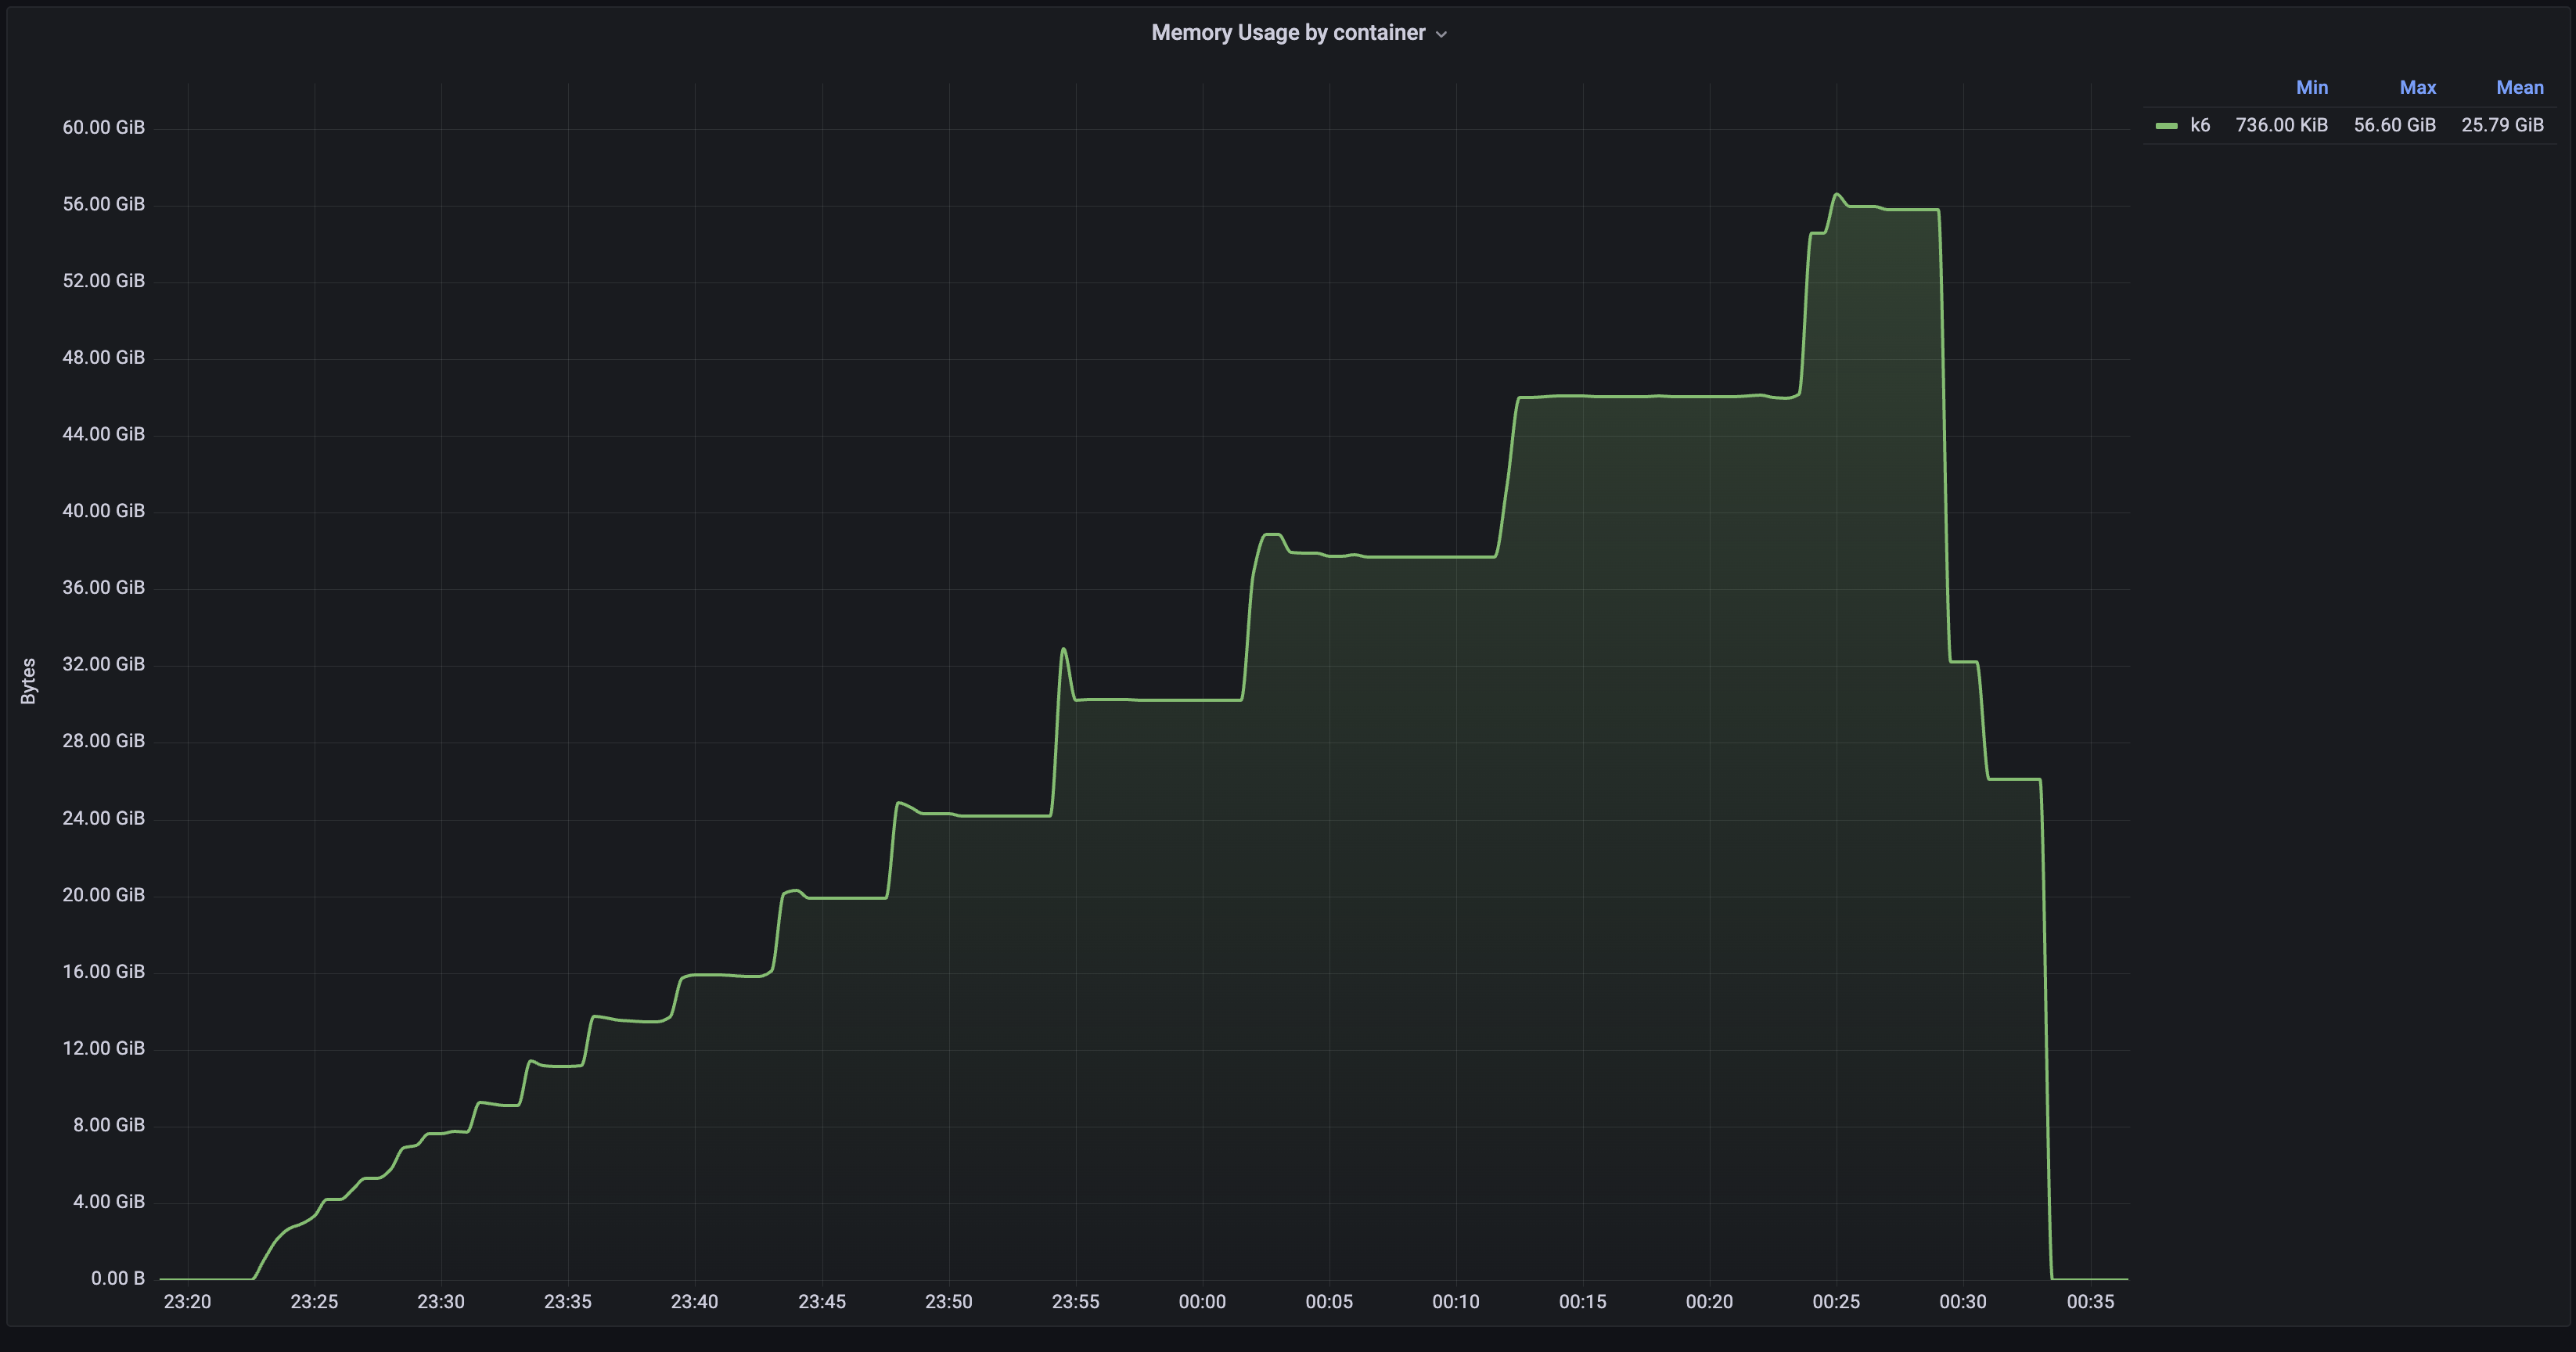 Memory Usage by container
Min Max Mean
k6 736.00 KiB 56.60 GiB 25.79 GiB
60.00 GiB
56.00 GiB
52.00 GiB
48.00 GiB
44.00 GiB
40.00 GiB
36.00 GiB
32.00 GiB
28.00 GiB
24.00 GiB
20.00 GiB
16.00 GiB
12.00 GiB
8.00 GiB
4.00 GiB
0.00 B
Bytes
23:20 23:25 23:30 23:35 23:40 23:45 23:50 23:55 00:00 00:05 00:10 00:15 00:20 00:25 00:30 00:35